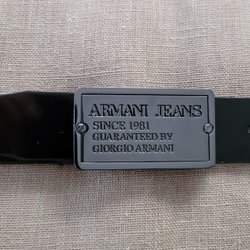 ARMANI JEANS
SINCE 1981
GUARANTEED BY
GIORGIO ARMANI